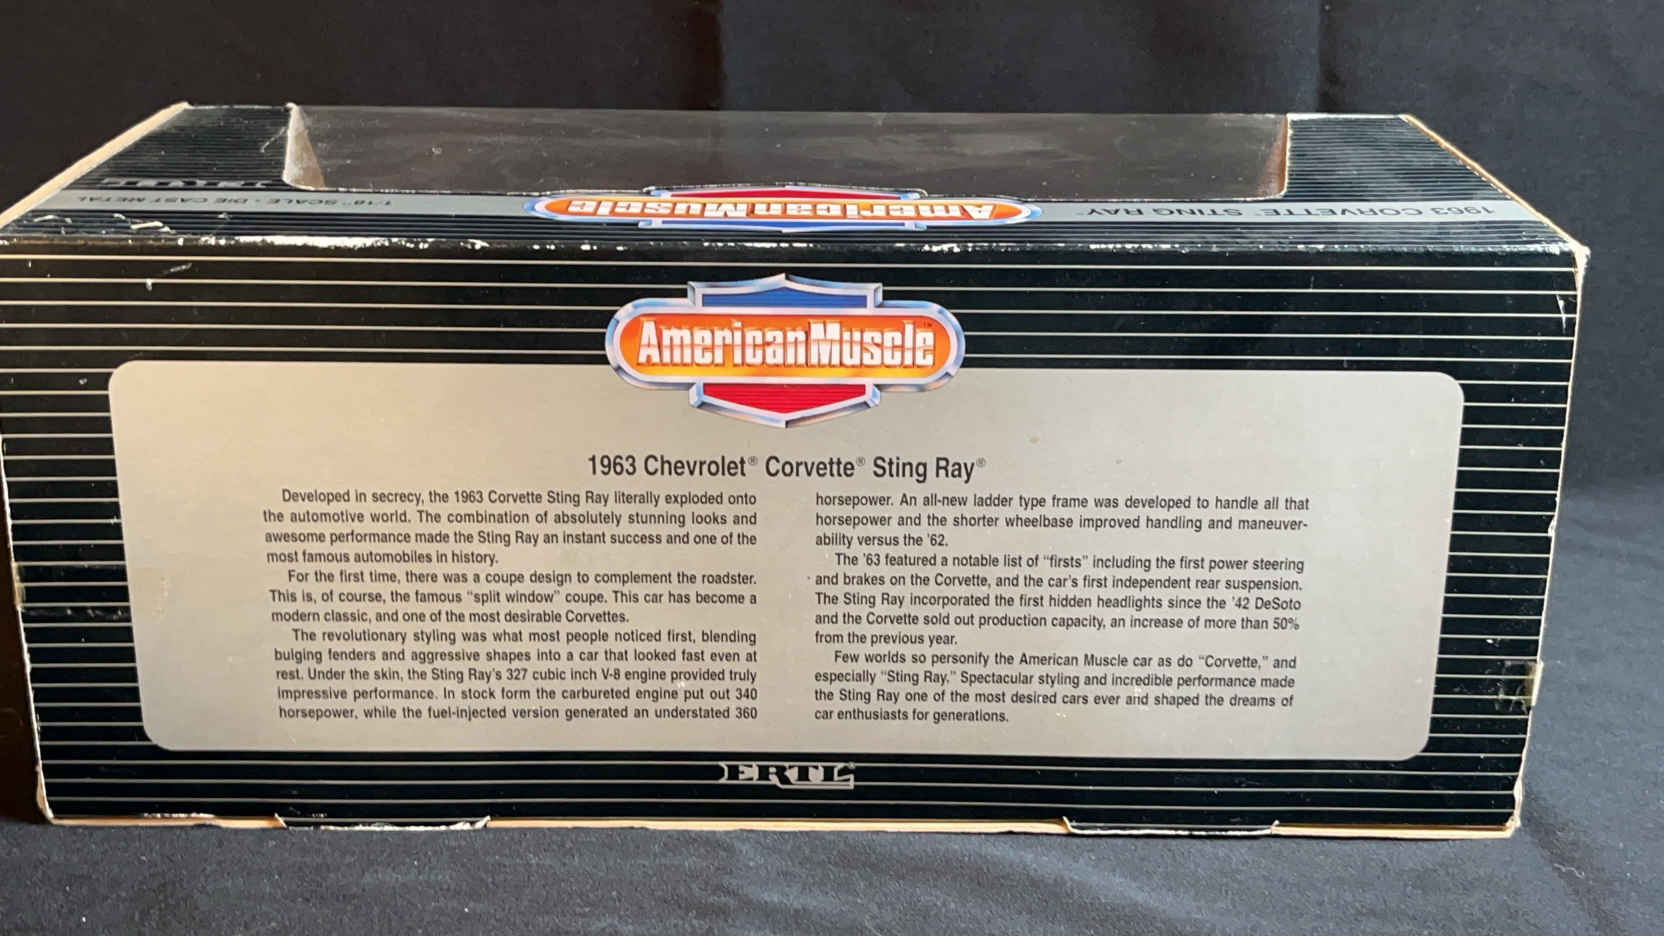 ERTL
1/18" SCALE • DIE CAST METAL
AmericanMuscle
1963 CORVETTE™ STING RAY™
AmericanMuscle™
1963 Chevrolet® Corvette® Sting Ray®
Developed in secrecy, the 1963 Corvette Sting Ray literally exploded onto
the automotive world. The combination of absolutely stunning looks and
awesome performance made the Sting Ray an instant success and one of the
most famous automobiles in history.
For the first time, there was a coupe design to complement the roadster.
This is, of course, the famous “split window” coupe. This car has become a
modern classic, and one of the most desirable Corvettes.
The revolutionary styling was what most people noticed first, blending
bulging fenders and aggressive shapes into a car that looked fast even at
rest. Under the skin, the Sting Ray's 327 cubic inch V-8 engine provided truly
impressive performance. In stock form the carbureted engine put out 340
horsepower, while the fuel-injected version generated an understated 360
horsepower. An all-new ladder type frame was developed to handle all that
horsepower and the shorter wheelbase improved handling and maneuver-
ability versus the '62.
The '63 featured a notable list of “firsts” including the first power steering
and brakes on the Corvette, and the car's first independent rear suspension.
The Sting Ray incorporated the first hidden headlights since the '42 DeSoto
and the Corvette sold out production capacity, an increase of more than 50%
from the previous year.
Few worlds so personify the American Muscle car as do “Corvette,” and
especially “Sting Ray.” Spectacular styling and incredible performance made
the Sting Ray one of the most desired cars ever and shaped the dreams of
car enthusiasts for generations.
ERTL®